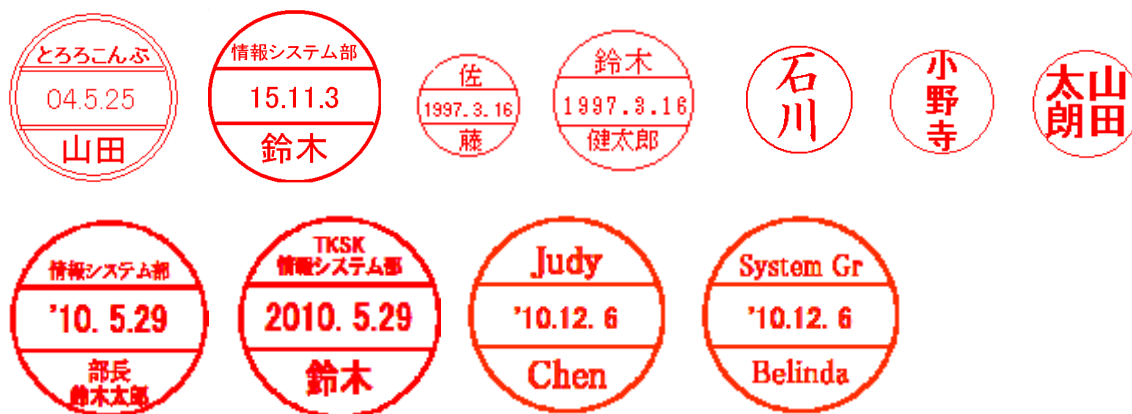 とろろこんぶ
04.5.25
山田
情報システム部
15.11.3
鈴木
佐
1997.3.16
藤
鈴木
1997.3.16
健太郎
石川
小野寺
山田
太朗
情報システム部
'10. 5.29
部長
鈴木太郎
TKSK
情報システム部
2010. 5.29
鈴木
Judy
'10.12. 6
Chen
System Gr
'10.12. 6
Belinda